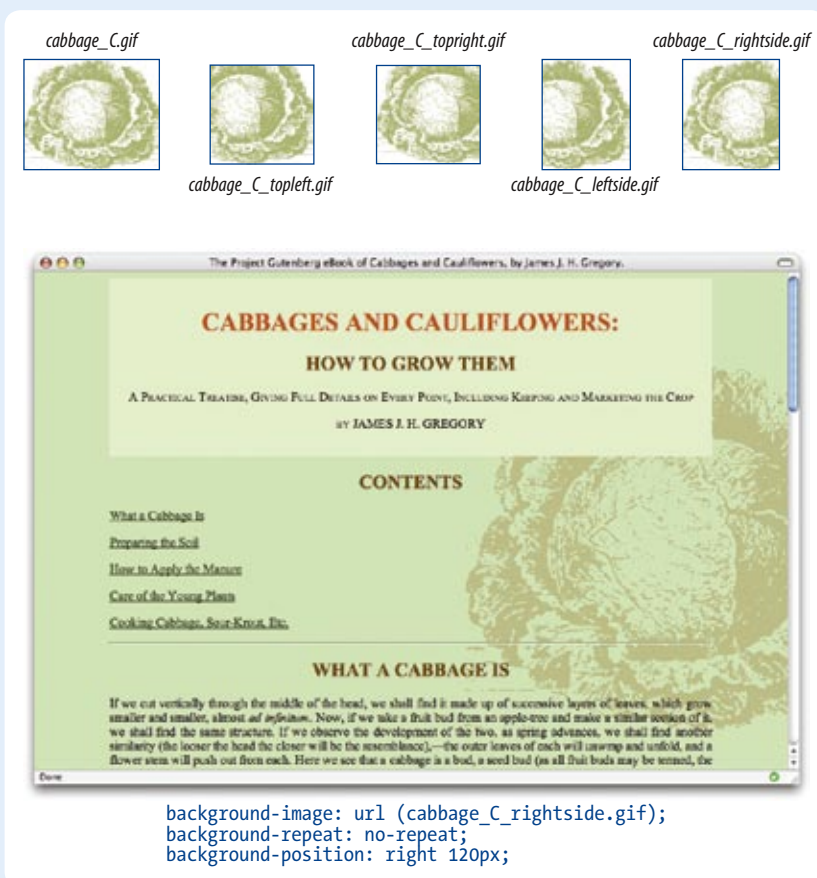 cabbage_C.gif
cabbage_C_topright.gif
cabbage_C_rightside.gif
cabbage_C_topleft.gif
cabbage_C_leftside.gif
The Project Gutenberg eBook of Cabbages and Cauliflowers, by James J. H. Gregory.
CABBAGES AND CAULIFLOWERS:
HOW TO GROW THEM
A Practical Treatise, Giving Full Details on Every Point, Including Keeping and Marketing the Crop
BY JAMES J. H. GREGORY
CONTENTS
What a Cabbage Is
Preparing the Soil
How to Apply the Manure
Care of the Young Plants
Cooking Cabbage, Sour-Krout, Etc.
WHAT A CABBAGE IS
If we cut vertically through the middle of the head, we shall find it made up of successive layers of leaves, which grow
smaller and smaller, almost ad infinitum. Now, if we take a fruit bud from an apple-tree and make a similar section of it,
we shall find the same structure. If we observe the development of the two, as spring advances, we shall find another
similarity (the looser the head the closer will be the resemblance),—the outer leaves of each will unwrap and unfold, and a
flower stem will push out from each. Here we see that a cabbage is a bud, a seed bud (as all fruit buds may be termed, the
Done
background-image: url (cabbage_C_rightside.gif);
background-repeat: no-repeat;
background-position: right 120px;